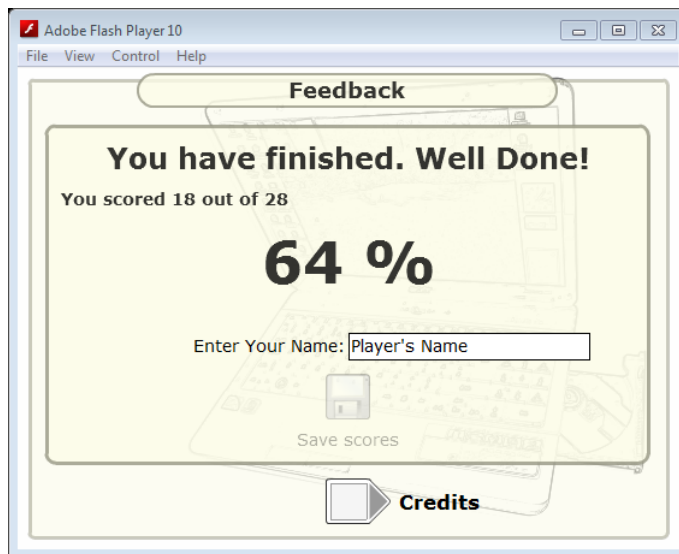 Adobe Flash Player 10
File View Control Help
Feedback
You have finished. Well Done!
You scored 18 out of 28
64 %
Enter Your Name: Player's Name
Save scores
Credits